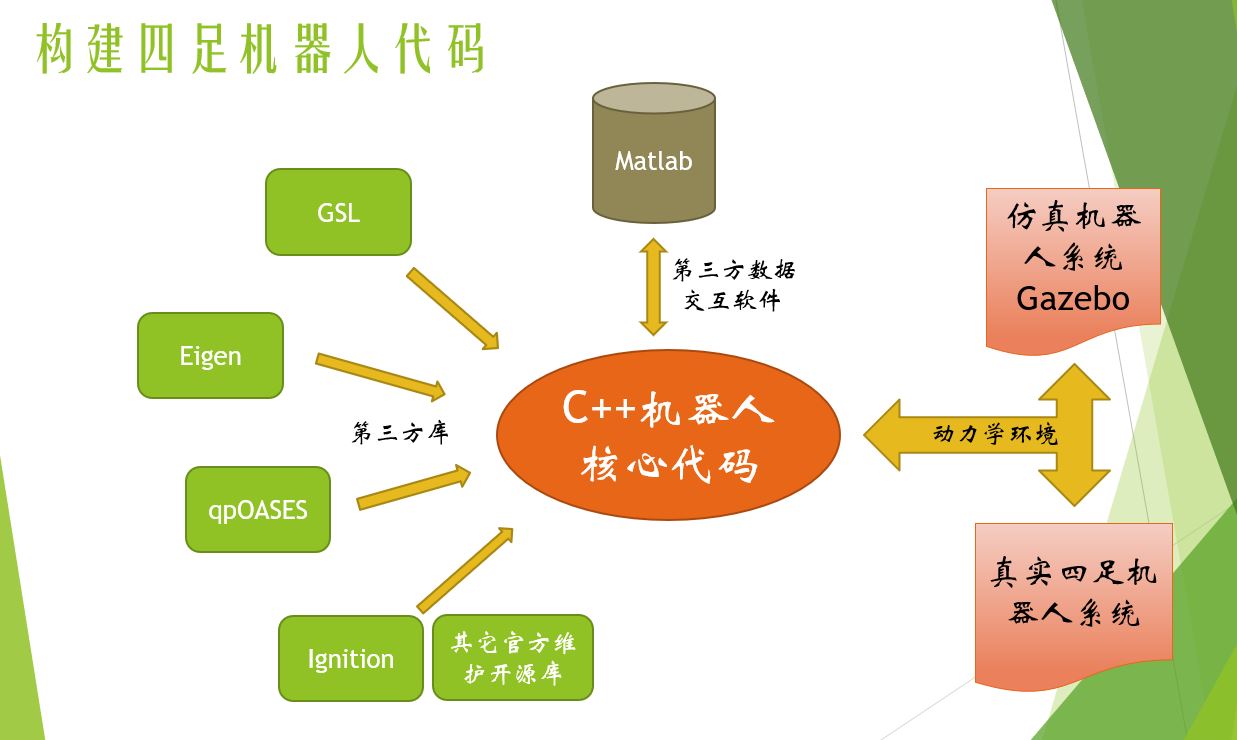 构建四足机器人代码
Matlab
GSL
第三方数据
交互软件
仿真机器
人系统
Gazebo
Eigen
第三方库
C++机器人
核心代码
动力学环境
qpOASES
真实四足机
器人系统
Ignition
其它官方维
护开源库